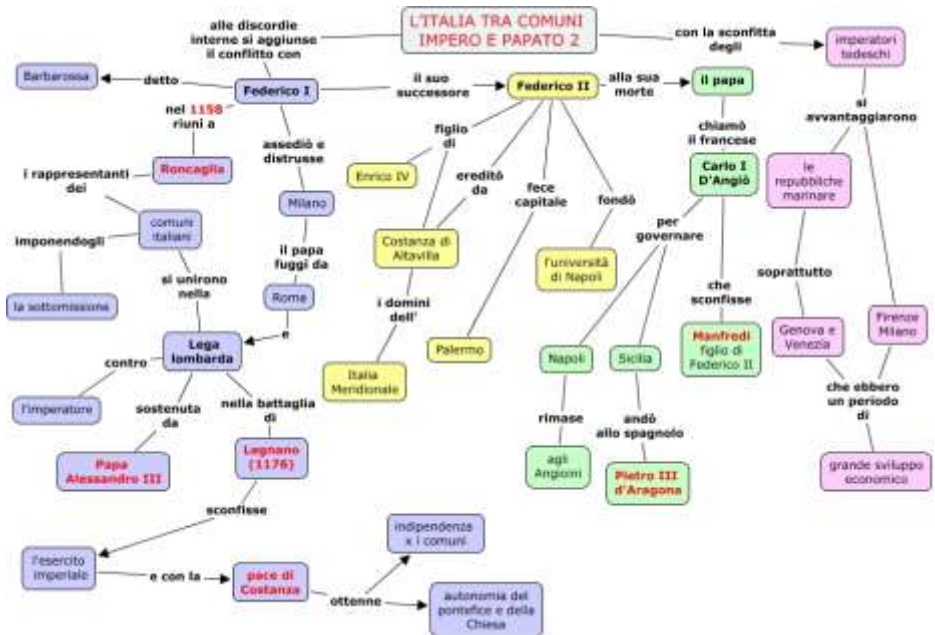 L'ITALIA TRA COMUNI
IMPERO E PAPATO 2
alle discordie
interne si aggiunse
il conflitto con
con la sconfitta
degli
imperatori
tedeschi
Barbarossa
detto
Federico I
il suo
successore
Federico II
alla sua
morte
il papa
si
avvantaggiarono
nel 1158
riunì a
Roncaglia
assediò e
distrusse
Milano
figlio
di
Enrico IV
ereditò
da
fece
capitale
fondò
chiamò
il francese
Carlo I
D'Angiò
le
repubbliche
marinare
i rappresentanti
dei
comuni
italiani
imponendogli
la sottomissione
il papa
fuggì da
Roma
e
Costanza di
Altavilla
l'università
di Napoli
per
governare
che
sconfisse
soprattutto
si unirono
nella
Lega
lombarda
i domini
dell'
Italia
Meridionale
Palermo
Napoli
Sicilia
Manfredi
figlio di
Federico II
Genova e
Venezia
Firenze
Milano
contro
l'imperatore
sostenuta
da
Papa
Alessandro III
nella battaglia
di
Legnano
(1176)
rimase
agli
Angioini
andò
allo spagnolo
Pietro III
d'Aragona
che ebbero
un periodo
di
grande sviluppo
economico
sconfisse
l'esercito
imperiale
e con la
pace di
Costanza
ottenne
indipendenza
x i comuni
autonomia del
pontefice e della
Chiesa